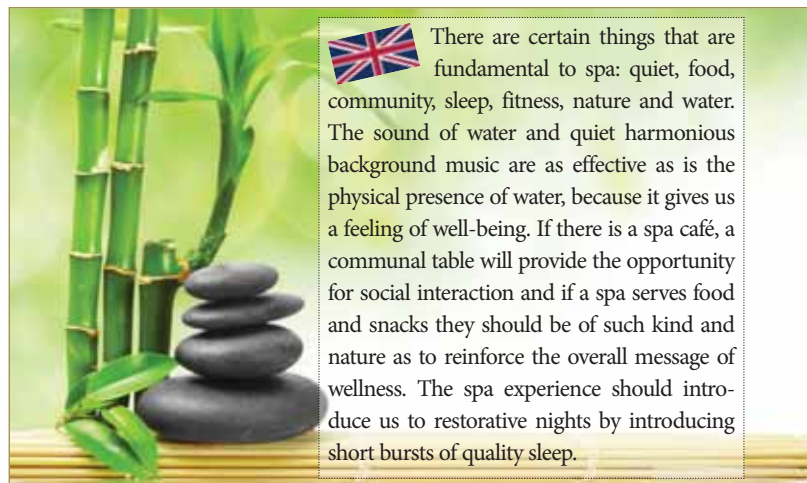 There are certain things that are
fundamental to spa: quiet, food,
community, sleep, fitness, nature and water.
The sound of water and quiet harmonious
background music are as effective as is the
physical presence of water, because it gives us
a feeling of well-being. If there is a spa café, a
communal table will provide the opportunity
for social interaction and if a spa serves food
and snacks they should be of such kind and
nature as to reinforce the overall message of
wellness. The spa experience should intro-
duce us to restorative nights by introducing
short bursts of quality sleep.